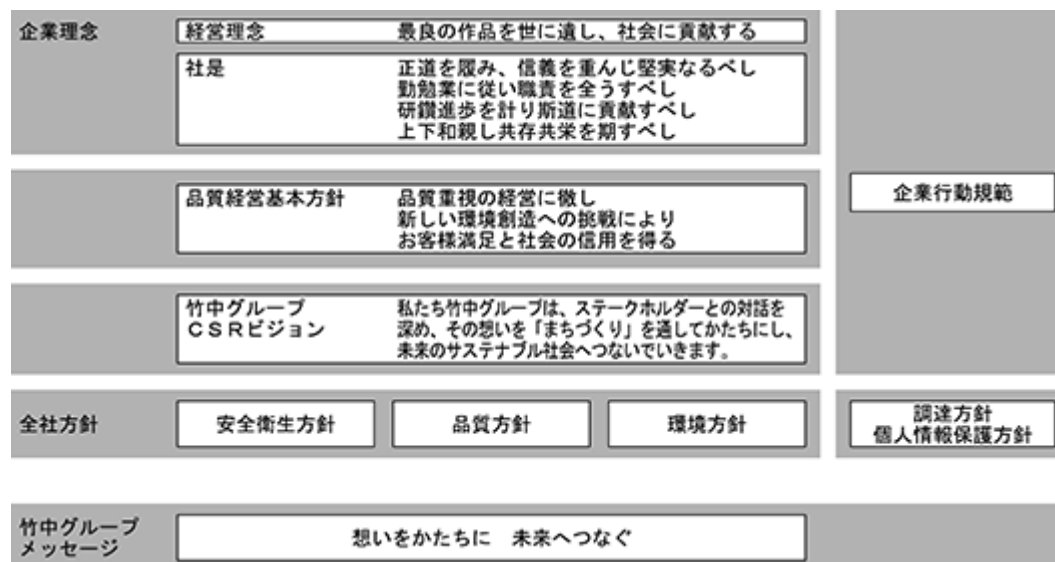 企業理念
経営理念 最良の作品を世に遺し、社会に貢献する
社是 正道を履み、信義を重んじ堅実なるべし
勤勉業に従い職責を全うすべし
研鑽進歩を計り斯道に貢献すべし
上下和親し共存共栄を期すべし
品質経営基本方針 品質重視の経営に徹し
新しい環境創造への挑戦により
お客様満足と社会の信用を得る
企業行動規範
竹中グループ
CSRビジョン
私たち竹中グループは、ステークホルダーとの対話を
深め、その想いを「まちづくり」を通してかたちにし、
未来のサステナブル社会へつないでいきます。
全社方針
安全衛生方針
品質方針
環境方針
調達方針
個人情報保護方針
竹中グループ
メッセージ
想いをかたちに 未来へつなぐ